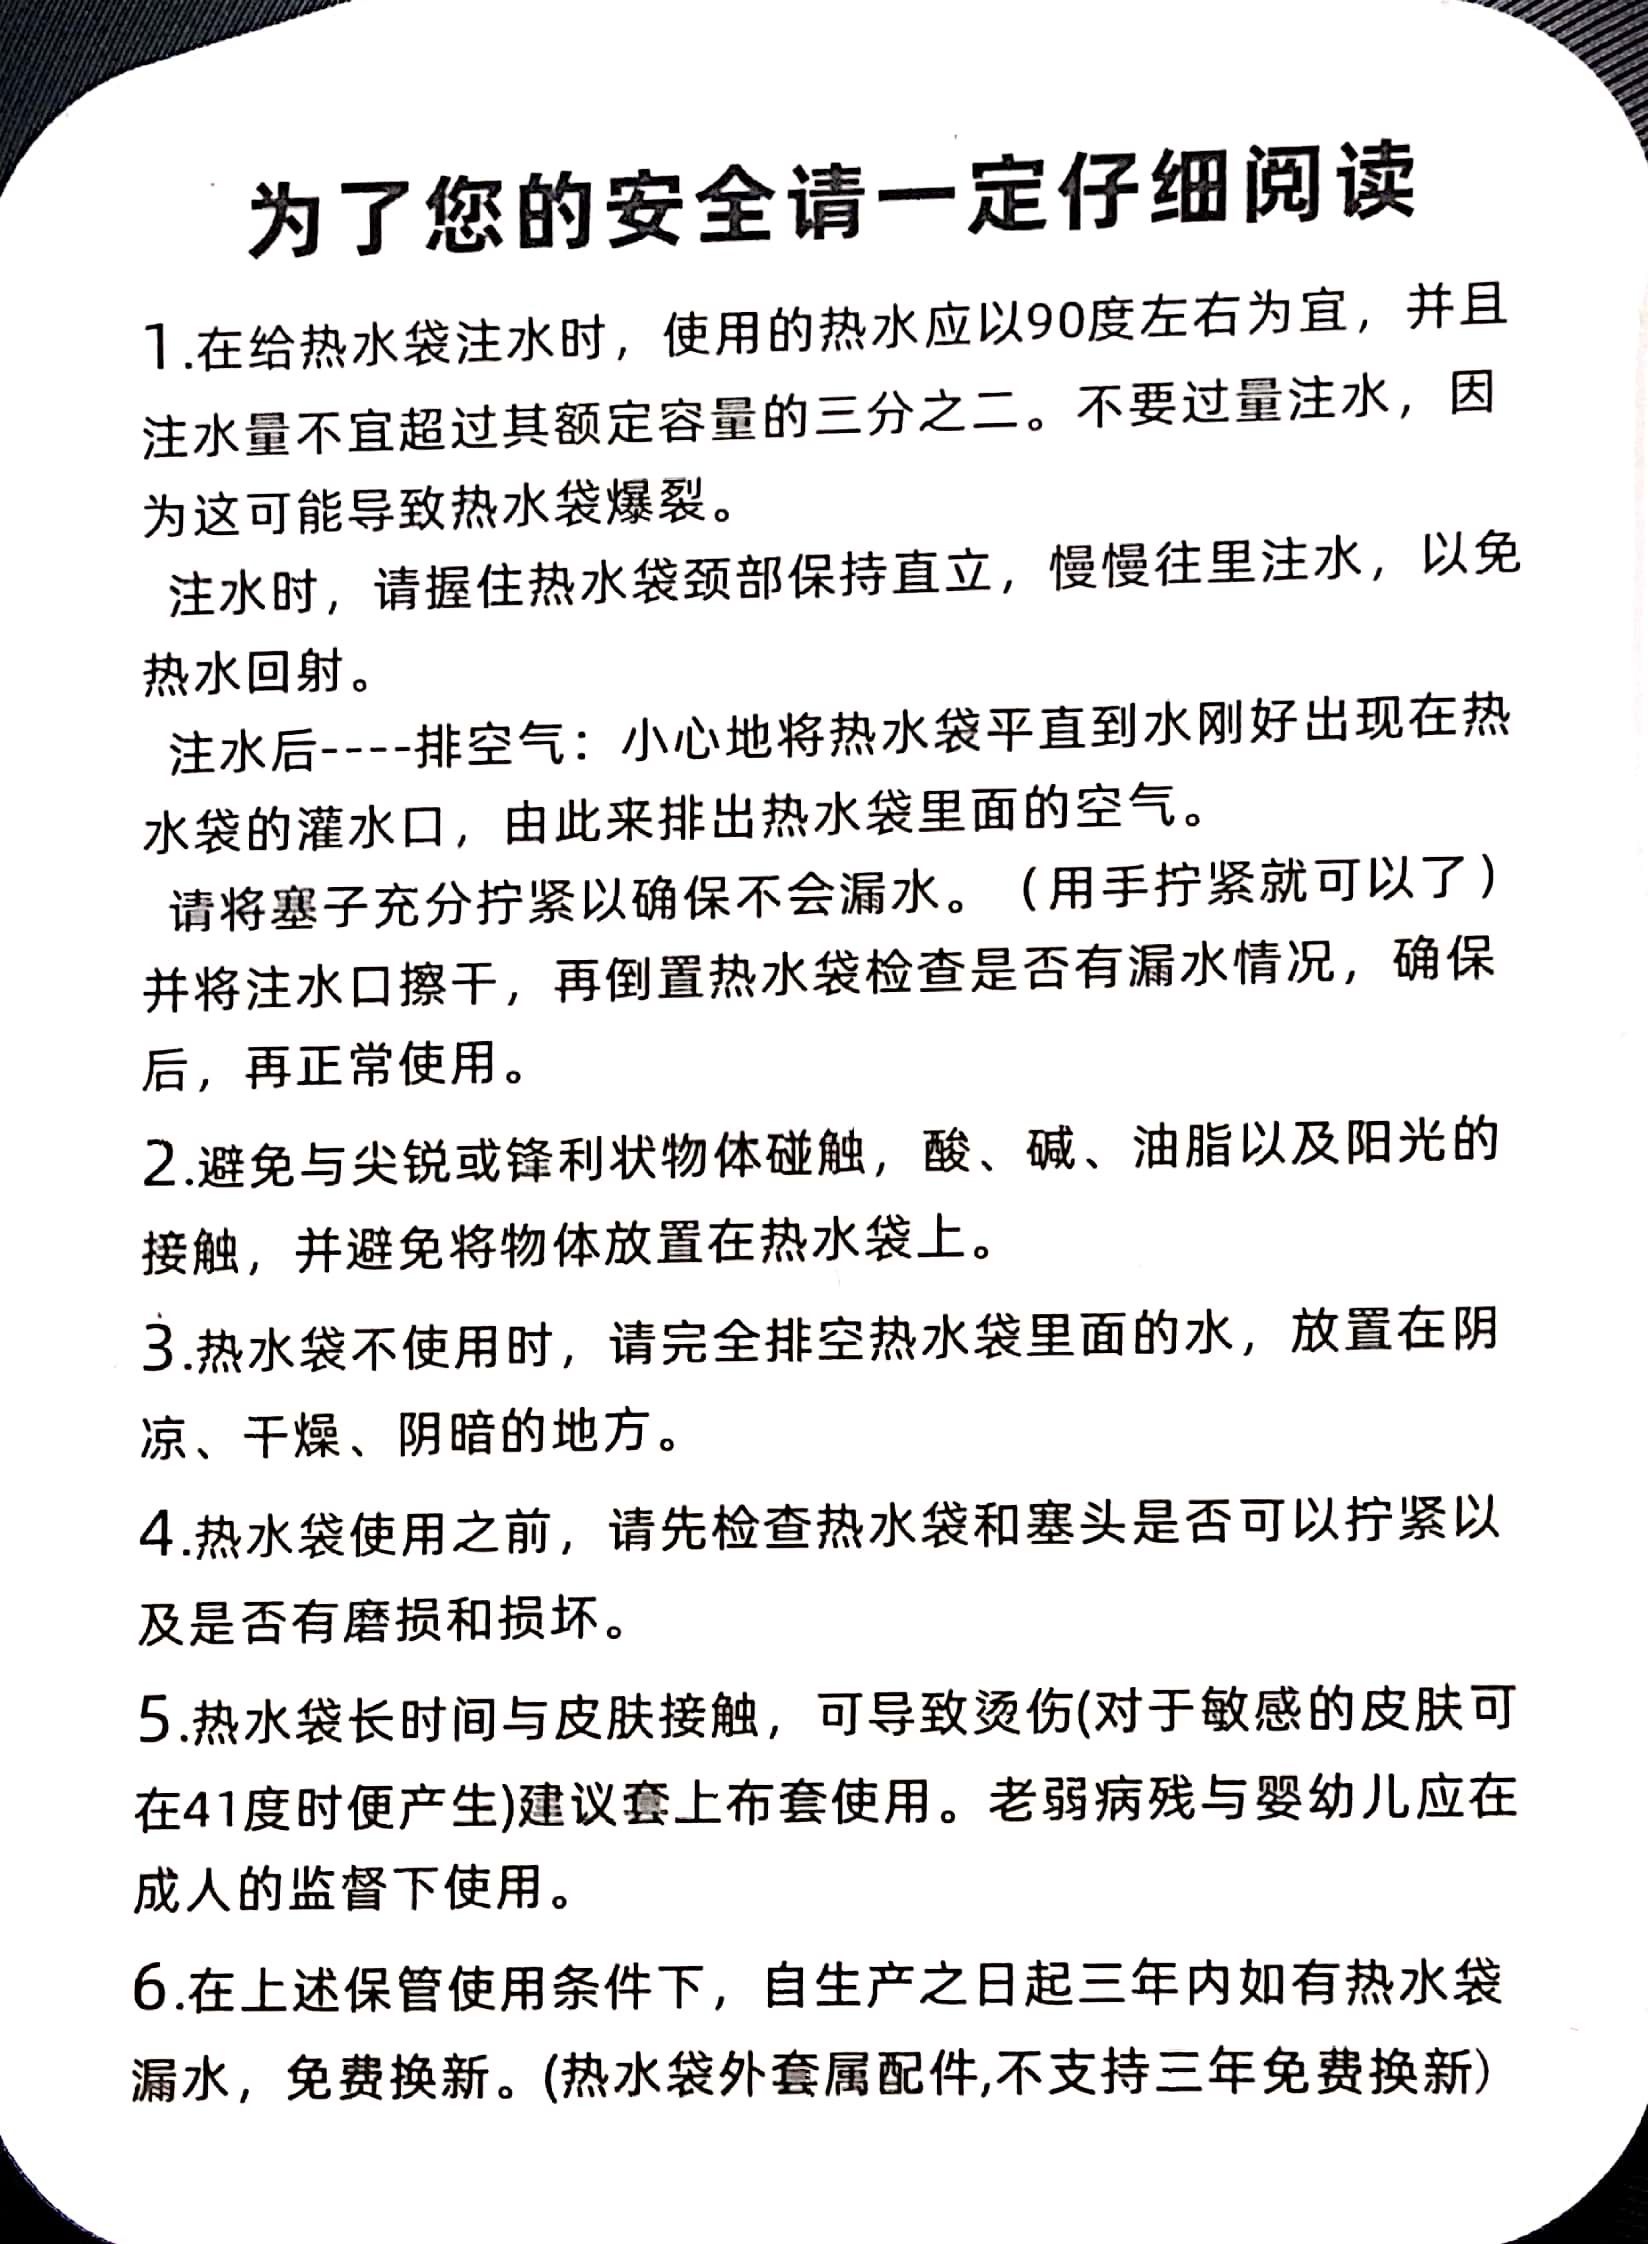 为了您的安全请一定仔细阅读
1.在给热水袋注水时，使用的热水应以90度左右为宜，并且
注水量不宜超过其额定容量的三分之二。不要过量注水，因
为这可能导致热水袋爆裂。
注水时，请握住热水袋颈部保持直立，慢慢往里注水，以免
热水回射。
注水后----排空气：小心地将热水袋平直到水刚好出现在热
水袋的灌水口，由此来排出热水袋里面的空气。
请将塞子充分拧紧以确保不会漏水。（用手拧紧就可以了）
并将注水口擦干，再倒置热水袋检查是否有漏水情况，确保
后，再正常使用。
2.避免与尖锐或锋利状物体碰触，酸、碱、油脂以及阳光的
接触，并避免将物体放置在热水袋上。
3.热水袋不使用时，请完全排空热水袋里面的水，放置在阴
凉、干燥、阴暗的地方。
4.热水袋使用之前，请先检查热水袋和塞头是否可以拧紧以
及是否有磨损和损坏。
5.热水袋长时间与皮肤接触，可导致烫伤(对于敏感的皮肤可
在41度时便产生)建议套上布套使用。老弱病残与婴幼儿应在
成人的监督下使用。
6.在上述保管使用条件下，自生产之日起三年内如有热水袋
漏水，免费换新。(热水袋外套属配件,不支持三年免费换新）